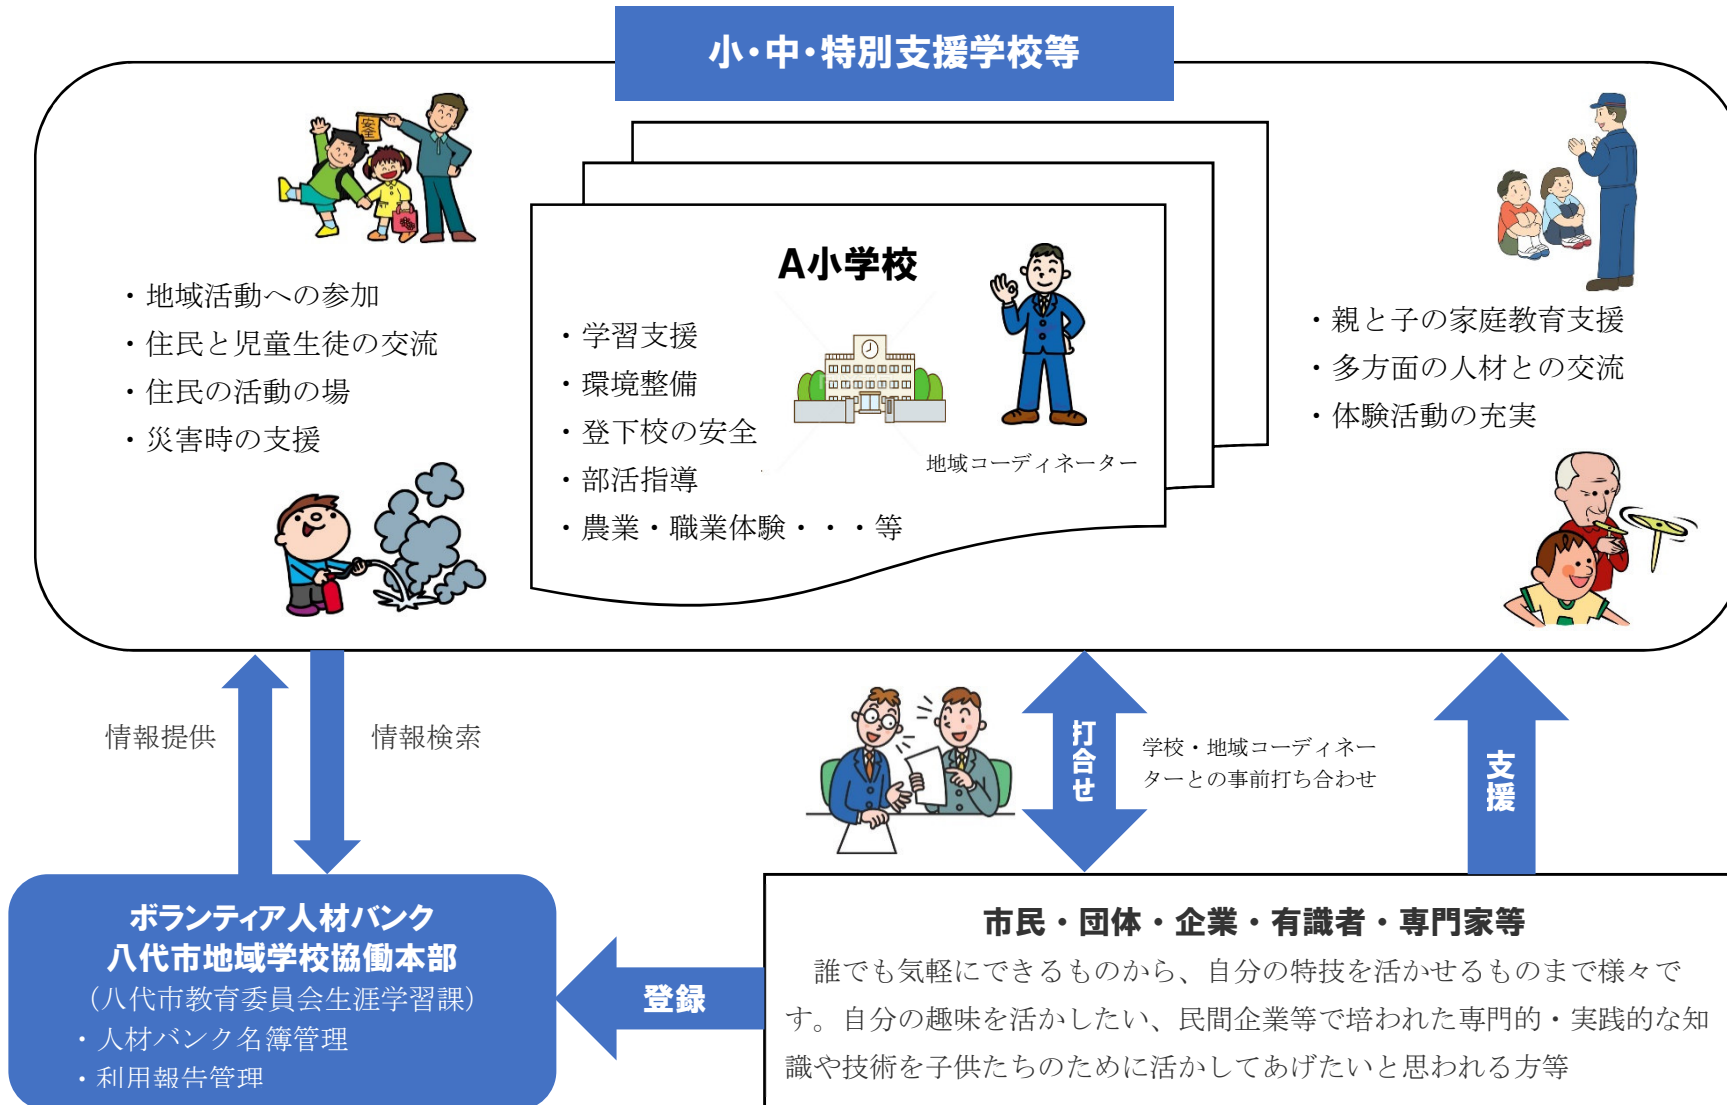 小・中・特別支援学校等
安全
・地域活動への参加
・住民と児童生徒の交流
・住民の活動の場
・災害時の支援
A小学校
・学習支援
・環境整備
・登下校の安全
・部活指導
・農業・職業体験・・・等
地域コーディネーター
・親と子の家庭教育支援
・多方面の人材との交流
・体験活動の充実
情報提供
情報検索
打合せ
学校・地域コーディネー
ターとの事前打ち合わせ
支援
ボランティア人材バンク
八代市地域学校協働本部
（八代市教育委員会生涯学習課）
・人材バンク名簿管理
・利用報告管理
登録
市民・団体・企業・有識者・専門家等
誰でも気軽にできるものから、自分の特技を活かせるものまで様々で
す。自分の趣味を活かしたい、民間企業等で培われた専門的・実践的な知
識や技術を子供たちのために活かしてあげたいと思われる方等